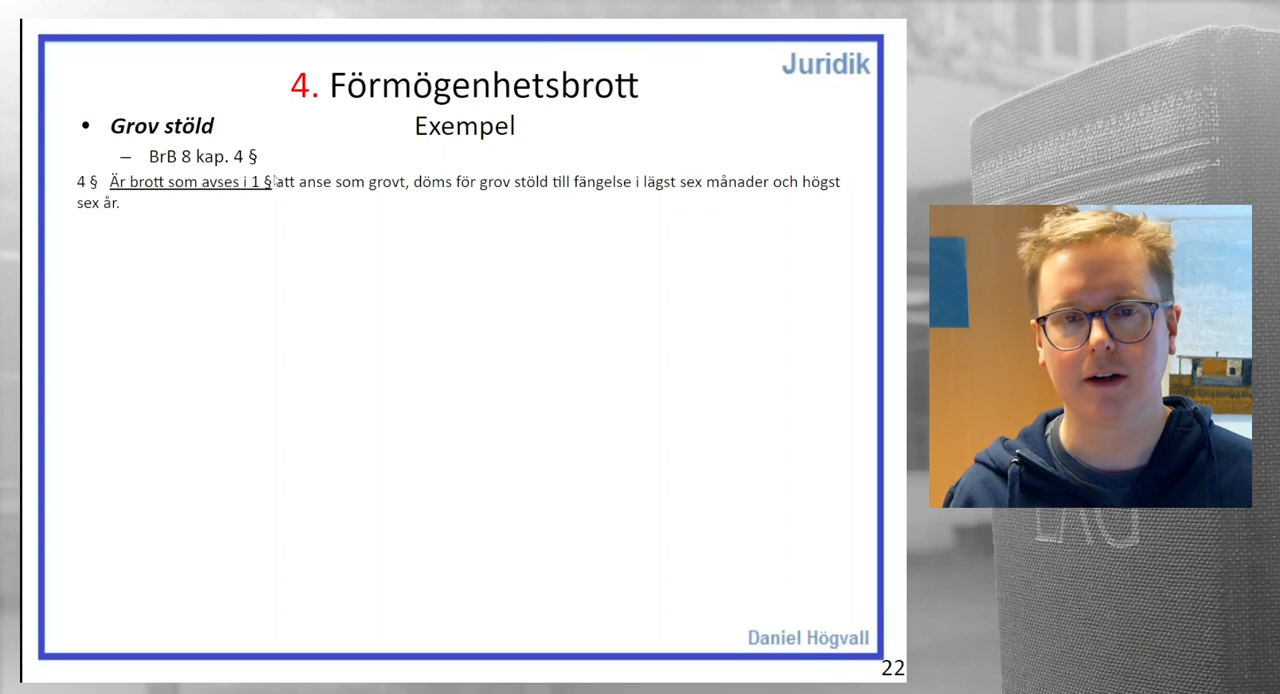 Juridik
4. Förmögenhetsbrott
• Grov stöld
Exempel
– BrB 8 kap. 4 §
4 § Är brott som avses i 1 § att anse som grovt, döms för grov stöld till fängelse i lägst sex månader och högst
sex år.
Daniel Högvall
22